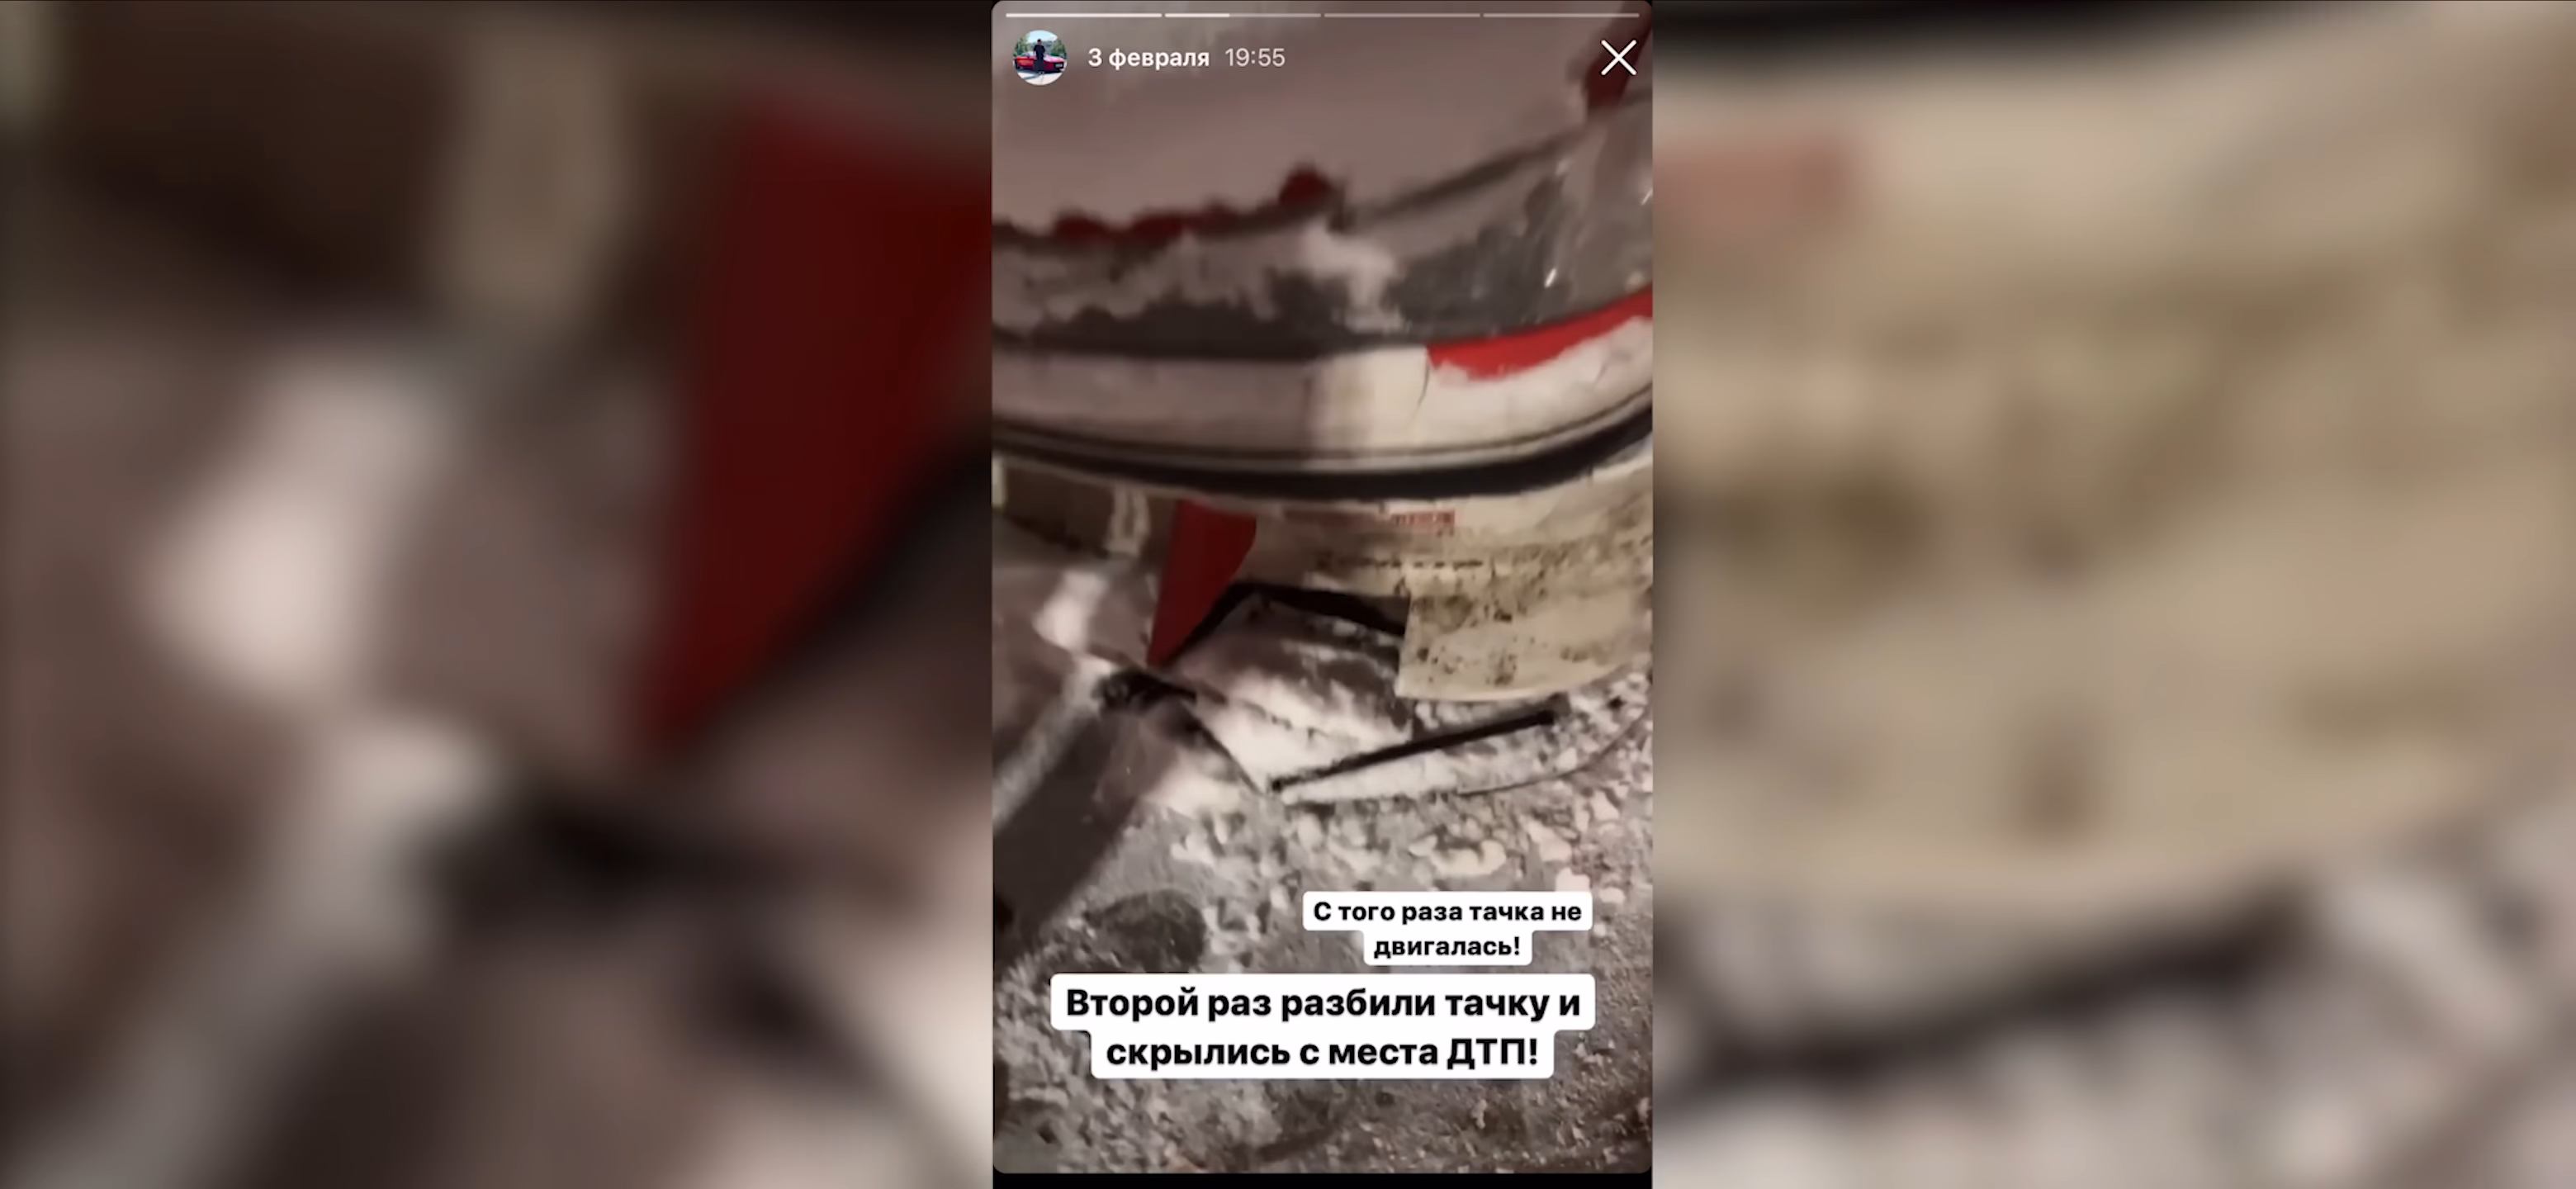 3 февраля 19:55
С того раза тачка не
двигалась!
Второй раз разбили тачку и
скрылись с места ДТП!